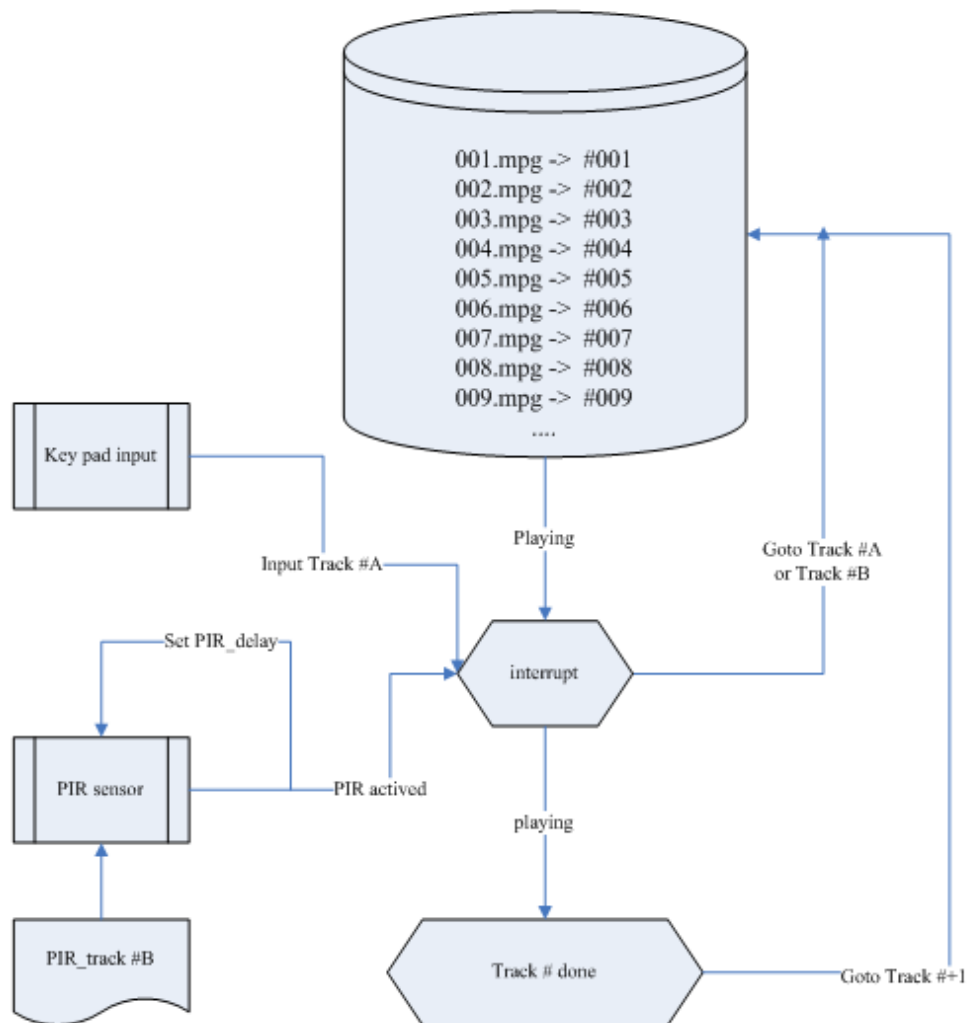 001.mpg -> #001
002.mpg -> #002
003.mpg -> #003
004.mpg -> #004
005.mpg -> #005
006.mpg -> #006
007.mpg -> #007
008.mpg -> #008
009.mpg -> #009
....
Key pad input
Playing
Input Track #A
Goto Track #A
or Track #B
Set PIR_delay
interrupt
PIR sensor
PIR actived
playing
PIR_track #B
Track # done
Goto Track #+1